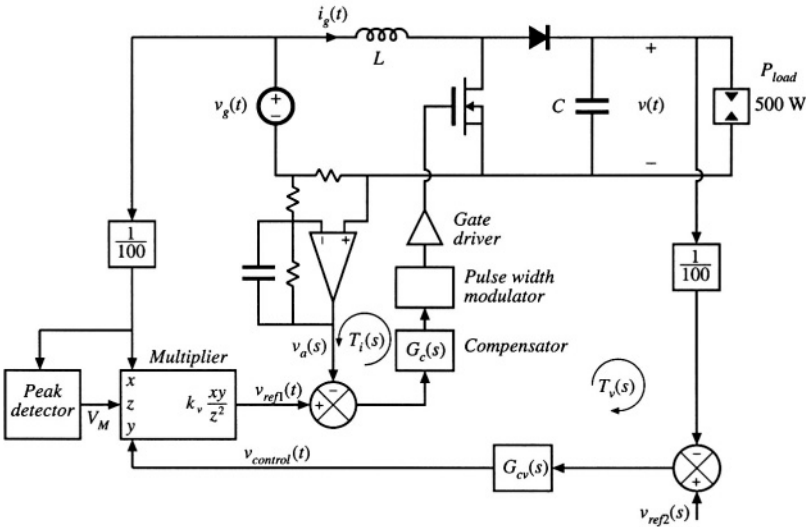 i_g(t)
L
v_g(t)
+
−
C
+
v(t)
−
P_load
500 W
1/100
− +
Gate
driver
Pulse width
modulator
1/100
v_a(s)
T_i(s)
G_c(s)
Compensator
Multiplier
Peak
detector
V_M
x
z
y
k_v xy/z^2
v_ref1(t)
+
−
T_v(s)
v_control(t)
G_cv(s)
−
+
v_ref2(s)